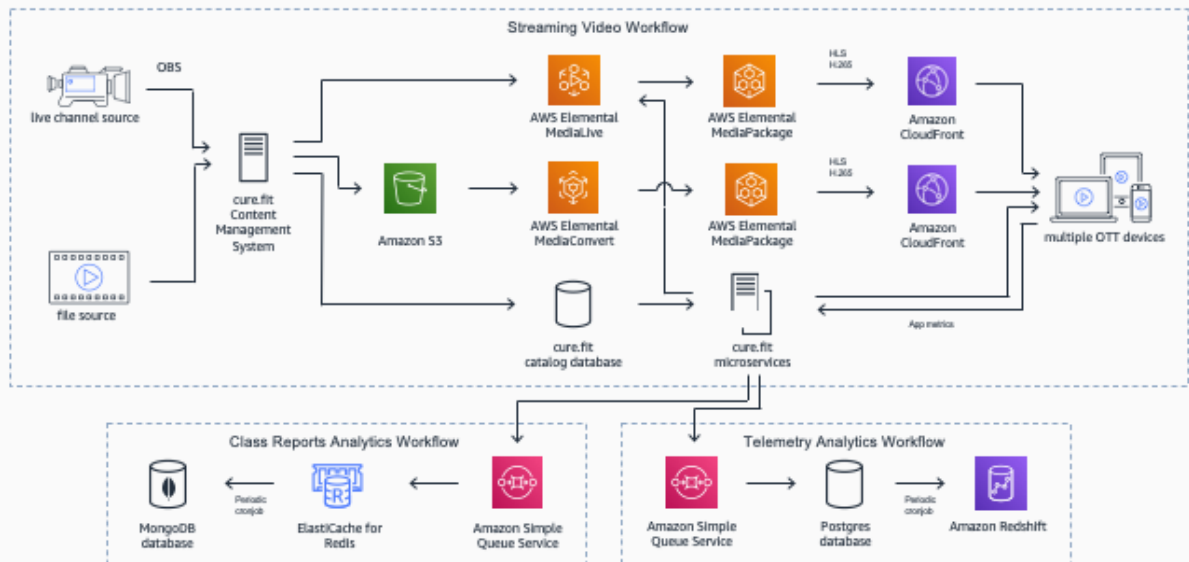 Streaming Video Workflow
OBS
live channel source
cure.fit
Content
Management
System
file source
Amazon S3
AWS Elemental
MediaLive
AWS Elemental
MediaConvert
cure.fit
catalog database
AWS Elemental
MediaPackage
AWS Elemental
MediaPackage
cure.fit
microservices
HLS
H.265
HLS
H.265
Amazon
CloudFront
Amazon
CloudFront
multiple OTT devices
App metrics
Class Reports Analytics Workflow
MongoDB
database
Periodic
cronjob
R
ElastiCache for
Redis
Amazon Simple
Queue Service
Telemetry Analytics Workflow
Amazon Simple
Queue Service
Postgres
database
Periodic
cronjob
Amazon Redshift